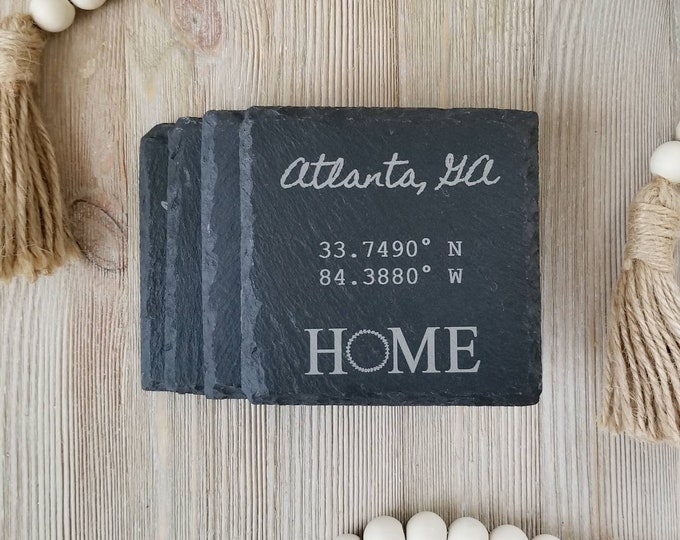 Atlanta, GA
33.7490° N
84.3880° W
HOME